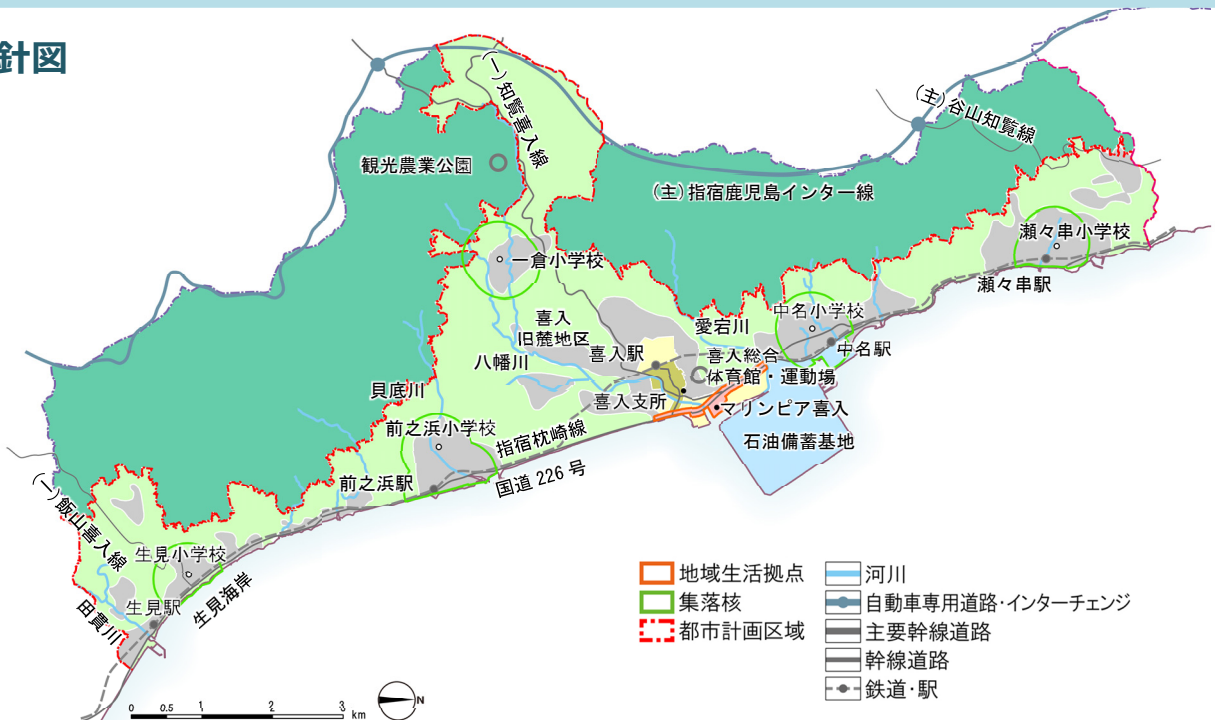 針図
(一)知覧喜入線
(主)谷山知覧線
観光農業公園
(主)指宿鹿児島インター線
瀬々串小学校
一倉小学校
瀬々串駅
中名小学校
喜入
旧麓地区
愛宕川
中名駅
喜入駅
喜入総合
体育館・運動場
八幡川
貝底川
喜入支所
マリンピア喜入
石油備蓄基地
前之浜小学校
指宿枕崎線
国道226号
前之浜駅
(一)飯山喜入線
生見小学校
生見駅
生見海岸
田貫川
地域生活拠点
集落核
都市計画区域
河川
自動車専用道路・インターチェンジ
主要幹線道路
幹線道路
鉄道・駅
0 0.5 1 2 3 km
N